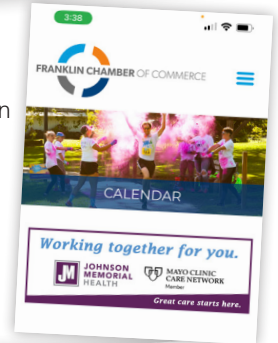 3:38
FRANKLIN CHAMBER OF COMMERCE
n
CALENDAR
Working together for you.
JM JOHNSON MEMORIAL HEALTH
MAYO CLINIC CARE NETWORK
Member
Great care starts here.